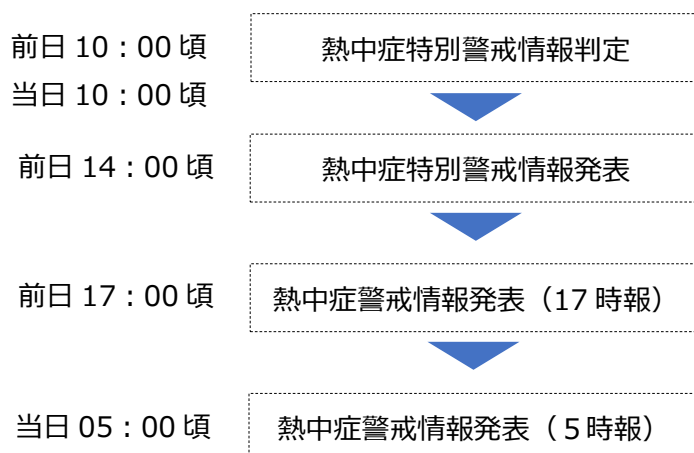 前日 10：00 頃
当日 10：00 頃
熱中症特別警戒情報判定
前日 14：00 頃
熱中症特別警戒情報発表
前日 17：00 頃
熱中症警戒情報発表（17 時報）
当日 05：00 頃
熱中症警戒情報発表（５時報）